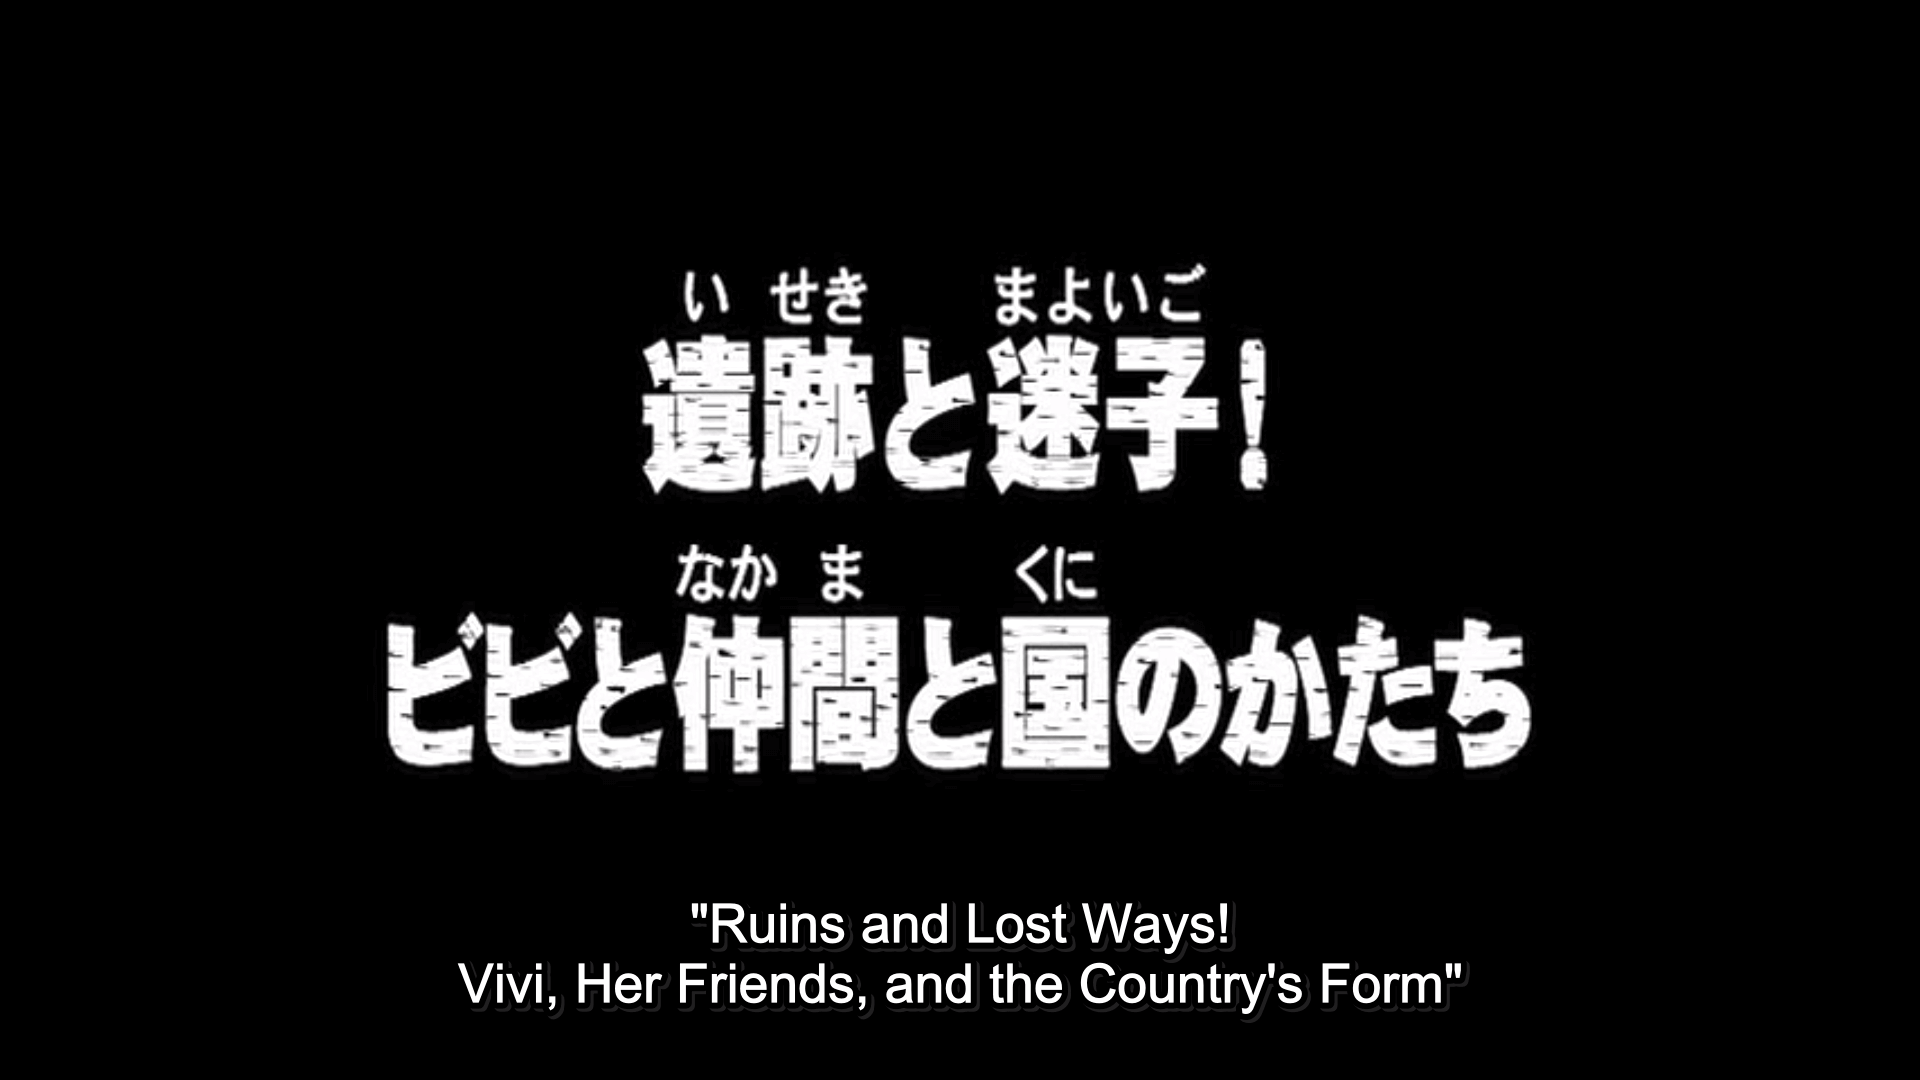 い せき まよいご
遺跡と迷子!
なか ま くに
ビビと仲間と国のかたち
"Ruins and Lost Ways!
Vivi, Her Friends, and the Country's Form"